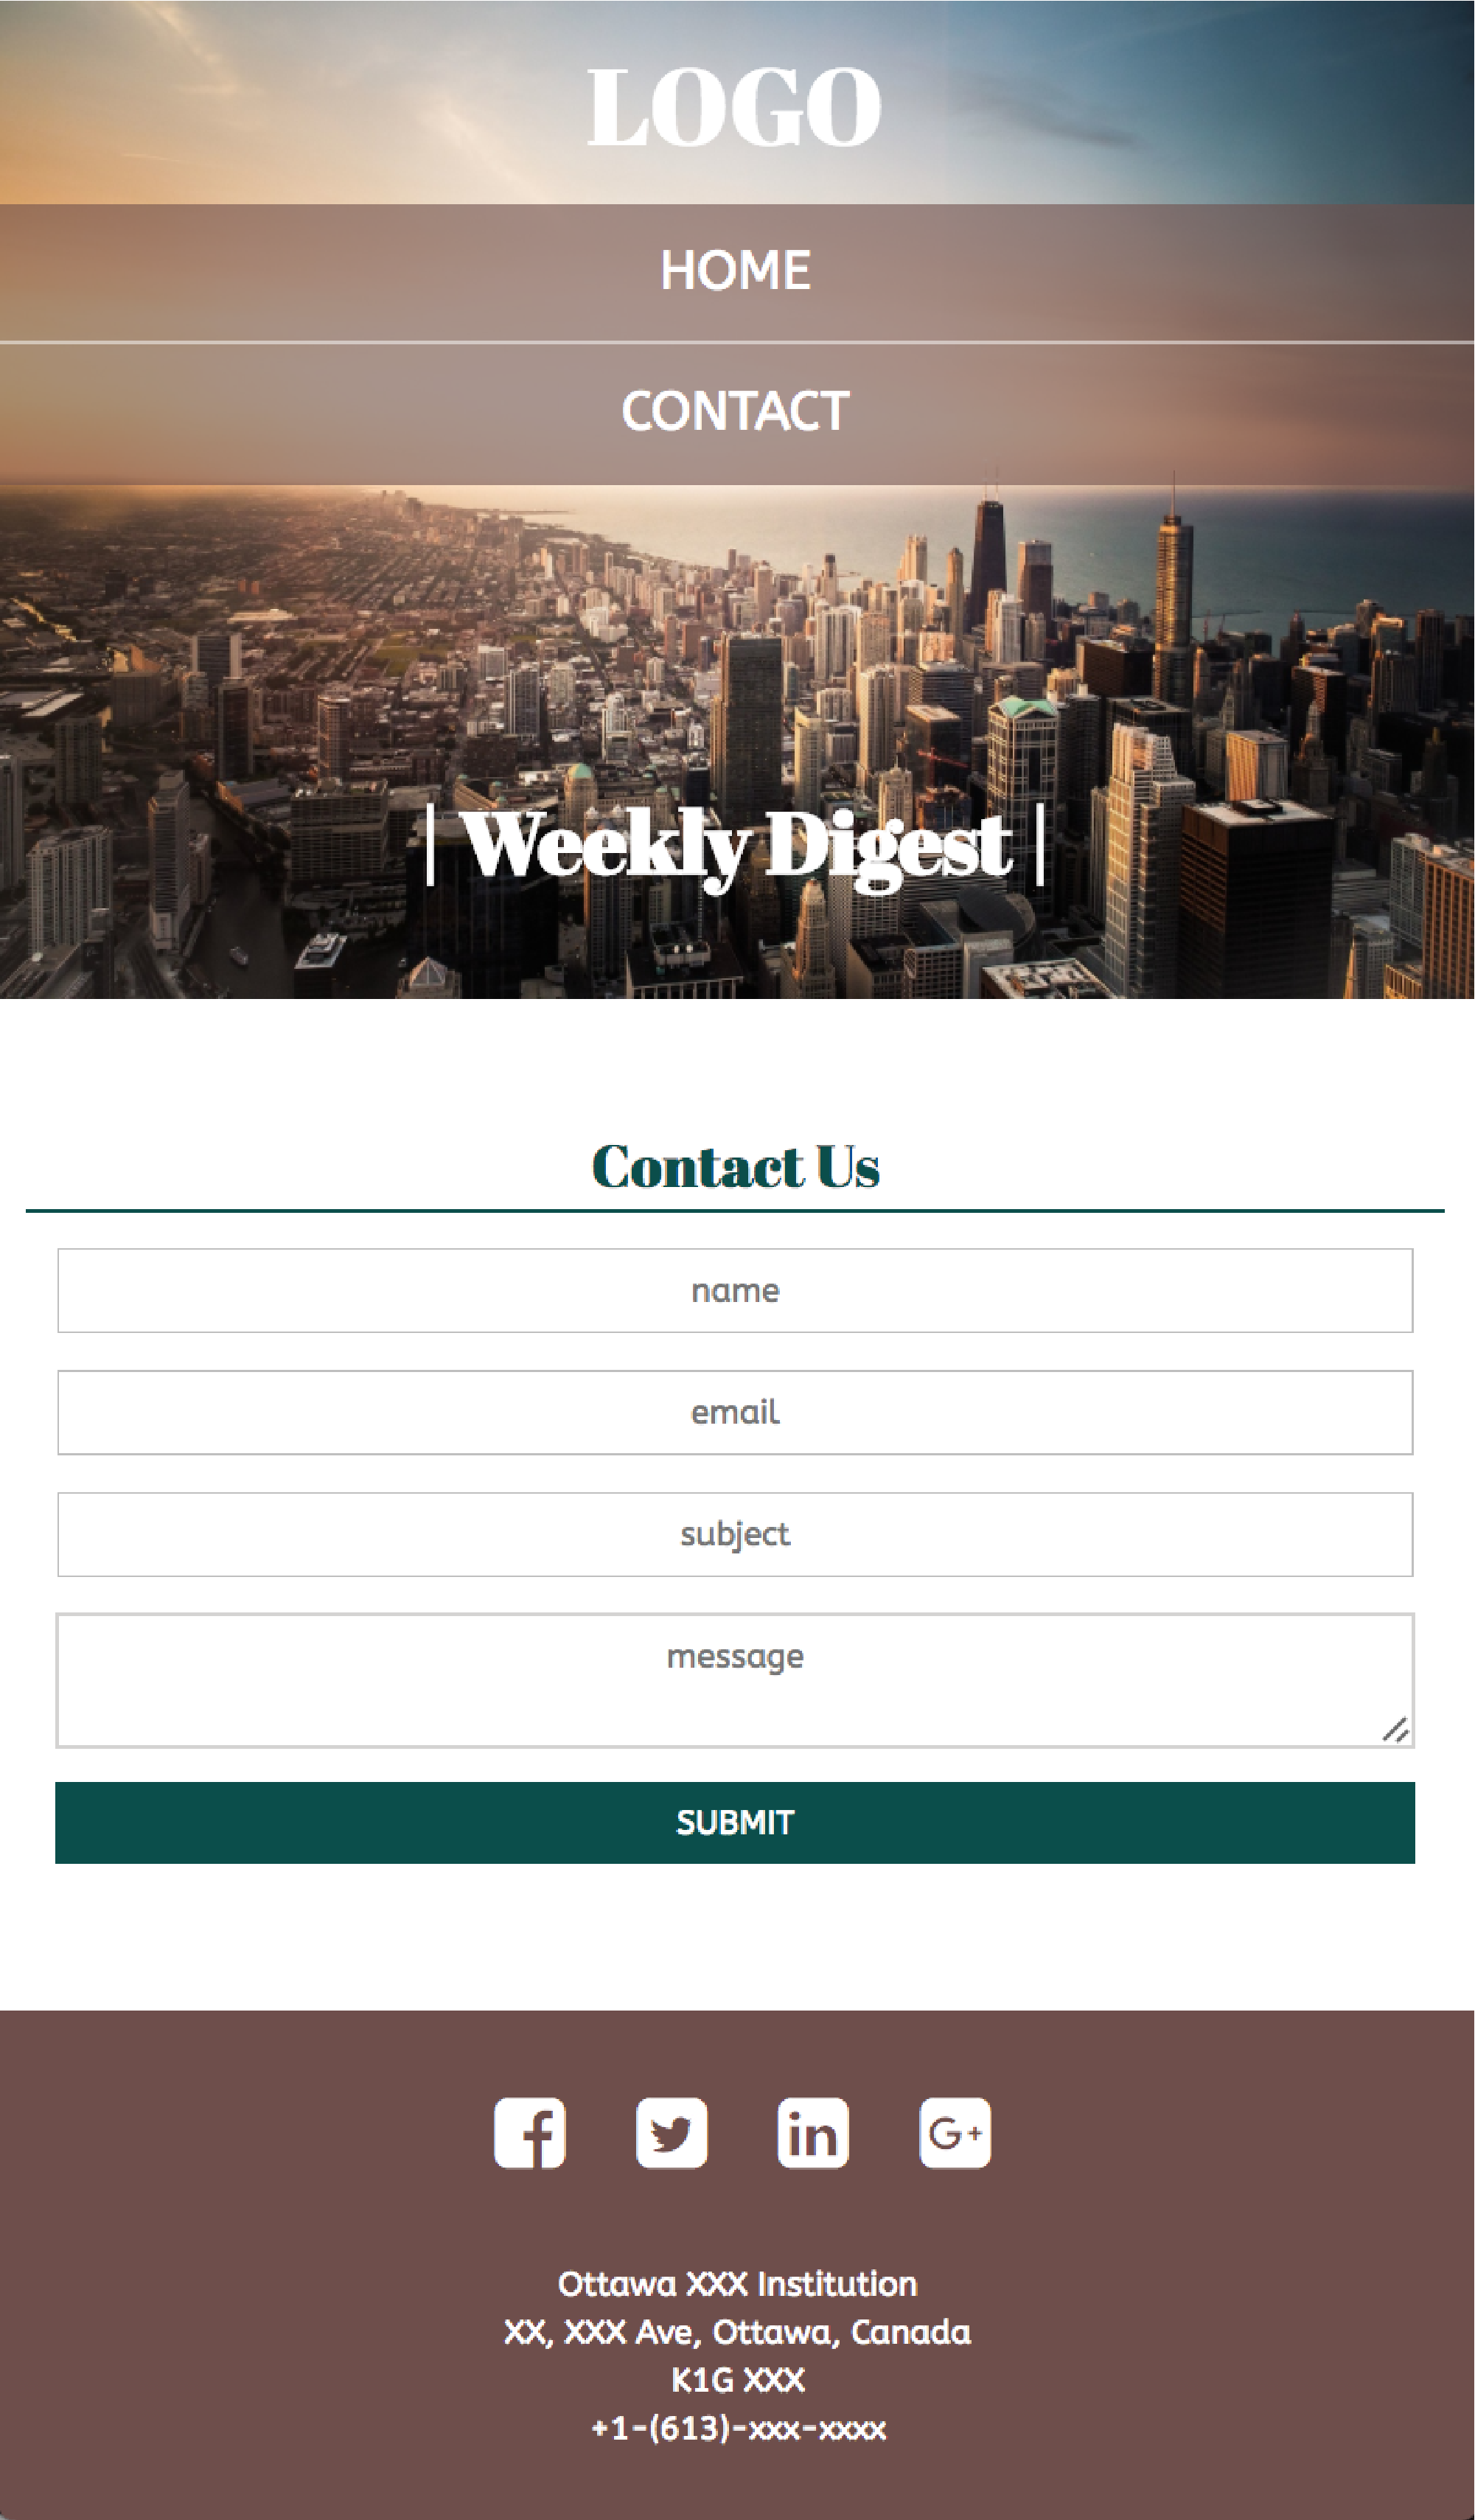 LOGO
HOME
CONTACT
| Weekly Digest |
Contact Us
name
email
subject
message
SUBMIT
f in G+
Ottawa XXX Institution
XX, XXX Ave, Ottawa, Canada
K1G XXX
+1-(613)-xxx-xxxx